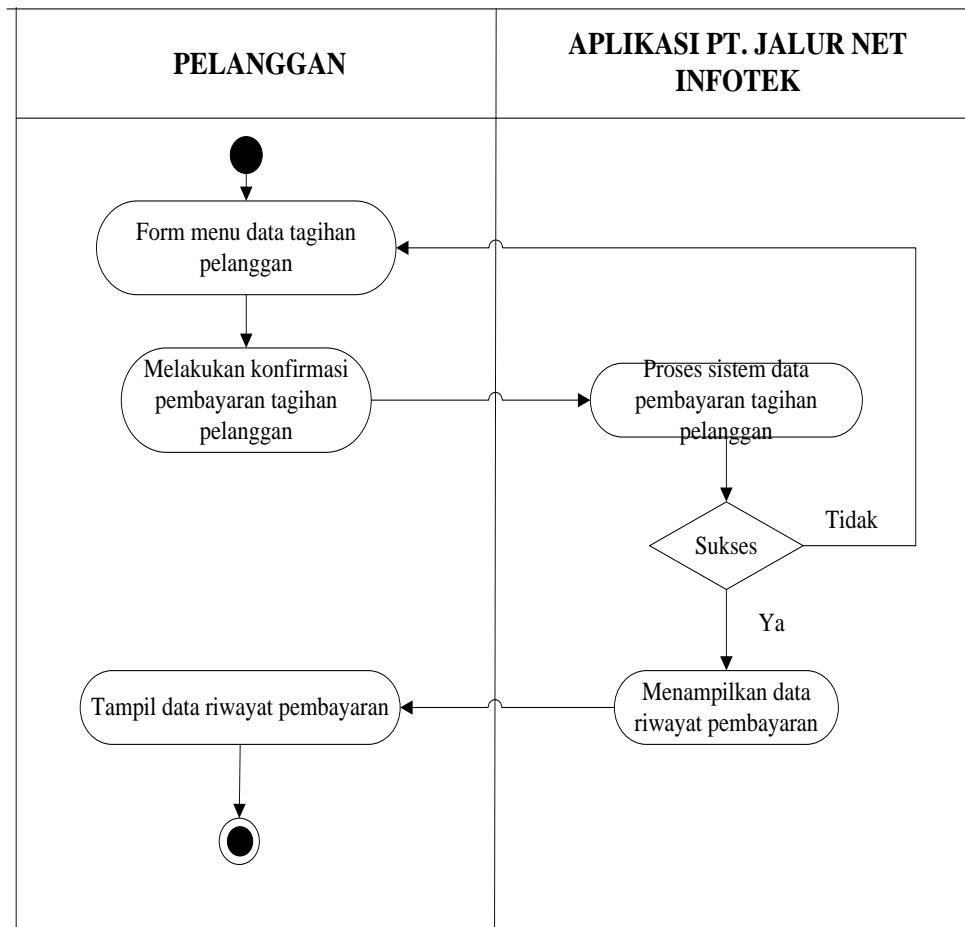 PELANGGAN
APLIKASI PT. JALUR NET
INFOTEK
Form menu data tagihan
pelanggan
Melakukan konfirmasi
pembayaran tagihan
pelanggan
Proses sistem data
pembayaran tagihan
pelanggan
Sukses
Tidak
Ya
Menampilkan data
riwayat pembayaran
Tampil data riwayat pembayaran